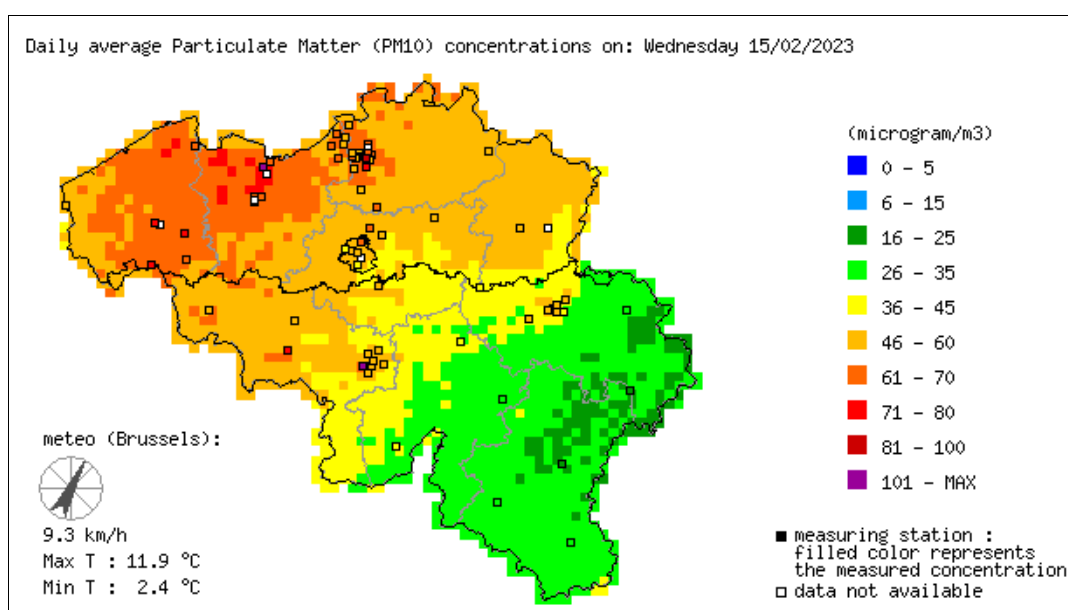 Daily average Particulate Matter (PM10) concentrations on: Wednesday 15/02/2023
(microgram/m3)
0 - 5
6 - 15
16 - 25
26 - 35
36 - 45
46 - 60
61 - 70
71 - 80
81 - 100
101 - MAX
meteo (Brussels):
9.3 km/h
Max T : 11.9 °C
Min T : 2.4 °C
measuring station :
filled color represents
the measured concentration
data not available